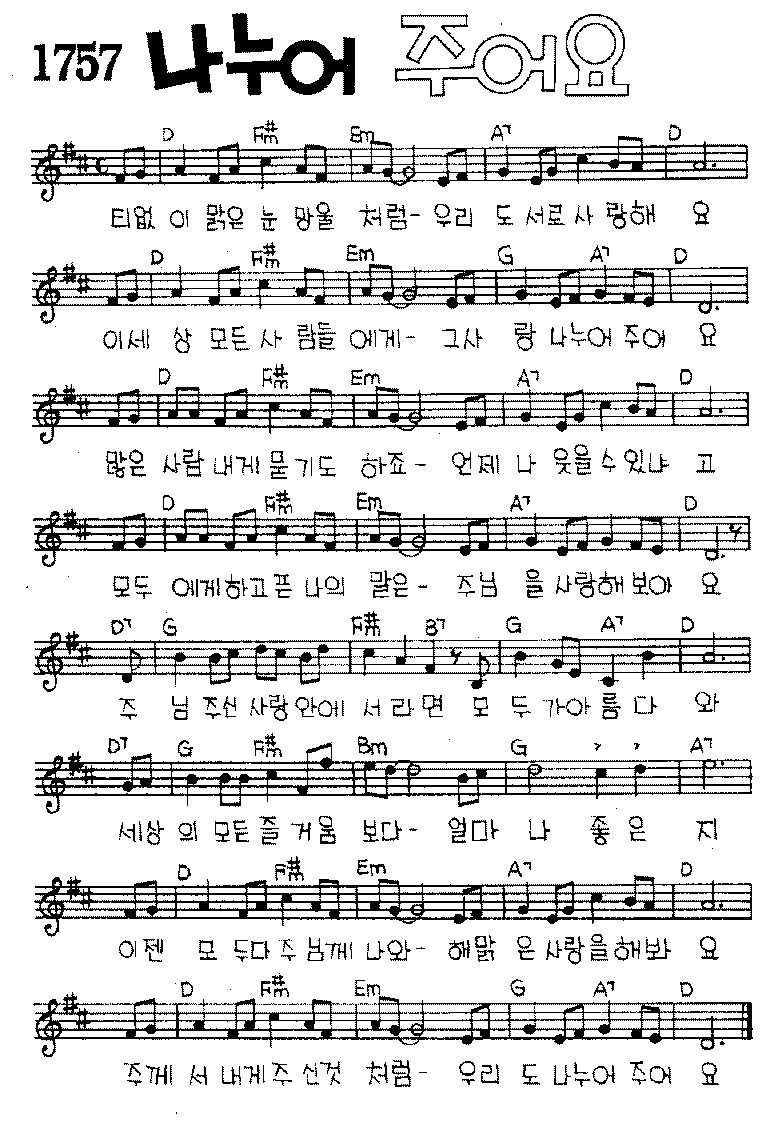 1757 나누어 주어요
D F#m Em A7 D
티없 이 맑은 눈 망울 처럼- 우리 도 서로 사 랑해 요
D F#m Em G A7 D
이세 상 모든 사 람들 에게- 그사 랑 나누어 주어 요
D F#m Em A7 D
많은 사람 내게 묻기도 하죠- 언제 나 웃을수있냐 고
D F#m Em A7 D
모두 에게하고픈 나의 말은- 주님 을 사랑해 보아 요
D7 G F#m B7 G A7 D
주 님 주신 사랑 안에 서 라 면 모 두 가아 름 다 와
D7 G F#m Bm G A7
세상 의 모든 즐 거움 보다- 얼마 나 좋 은 지
D F#m Em A7 D
이젠 모 두다 주 님께 나와- 해맑 은 사랑을해봐 요
D F#m Em G A7 D
주께 서 내게주 신것 처럼- 우리 도 나누어 주어 요